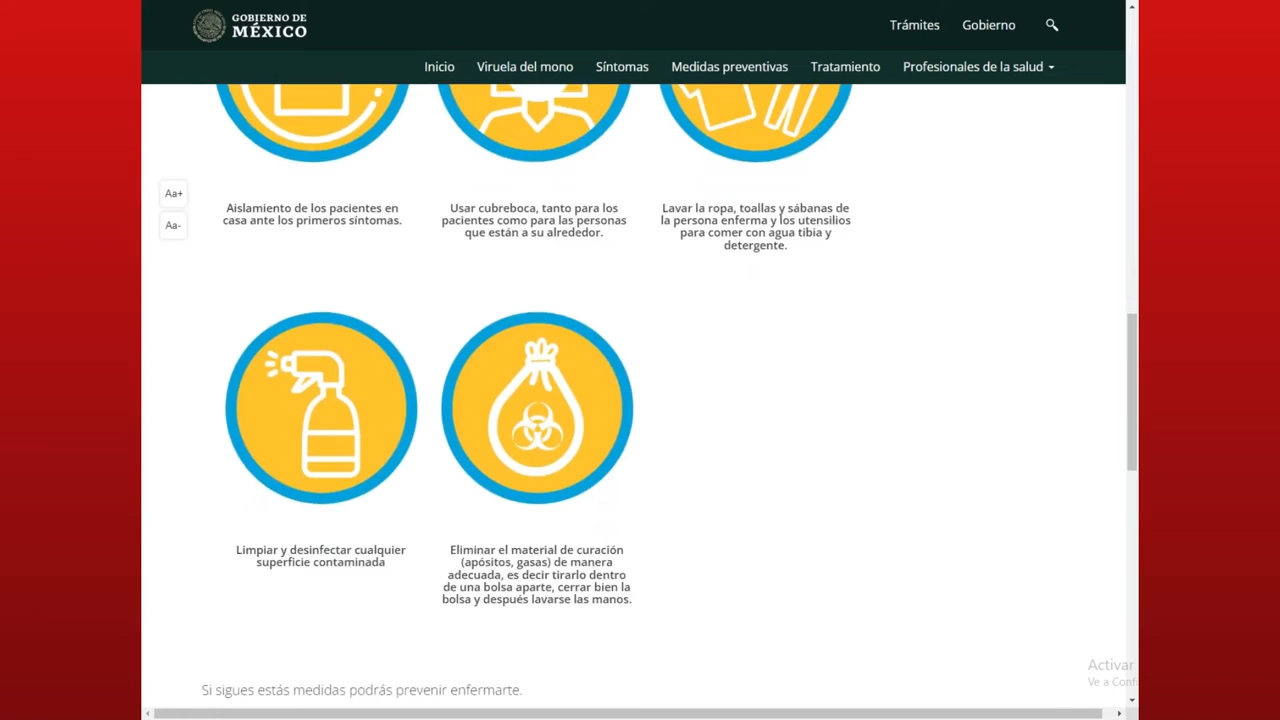 GOBIERNO DE
MÉXICO
Trámites Gobierno
Inicio Viruela del mono Síntomas Medidas preventivas Tratamiento Profesionales de la salud
Aa+
Aa-
Aislamiento de los pacientes en
casa ante los primeros síntomas.
Usar cubreboca, tanto para los
pacientes como para las personas
que están a su alrededor.
Lavar la ropa, toallas y sábanas de
la persona enferma y los utensilios
para comer con agua tibia y
detergente.
Limpiar y desinfectar cualquier
superficie contaminada
Eliminar el material de curación
(apósitos, gasas) de manera
adecuada, es decir tirarlo dentro
de una bolsa aparte, cerrar bien la
bolsa y después lavarse las manos.
Si sigues estás medidas podrás prevenir enfermarte.
Activar
Ve a Confi